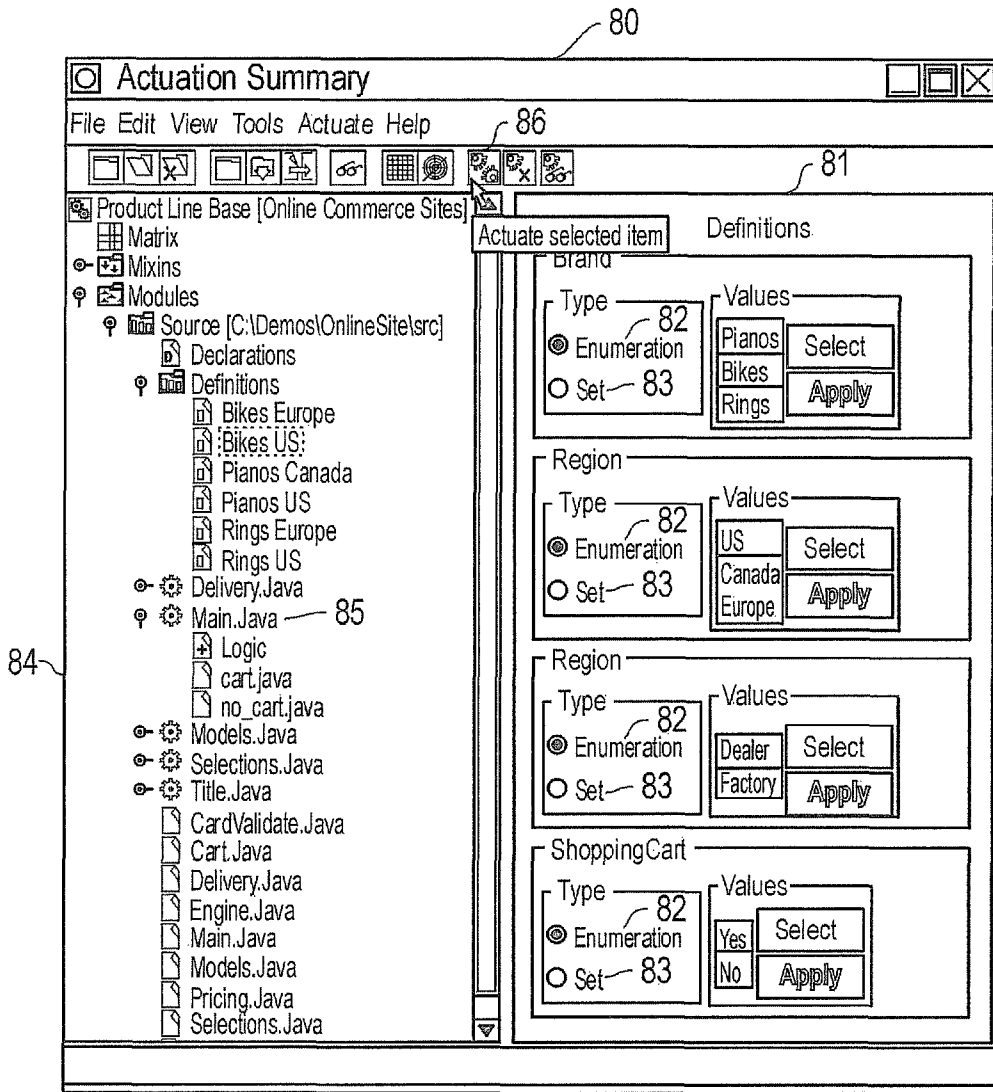 80
Actuation Summary
File Edit View Tools Actuate Help
86
81
Product Line Base [Online Commerce Sites]
Matrix
Mixins
Modules
Source [C:\Demos\OnlineSite\src]
Declarations
Definitions
Bikes Europe
Bikes US
Pianos Canada
Pianos US
Rings Europe
Rings US
Delivery.Java
Main.Java
85
Logic
cart.java
no_cart.java
Models.Java
Selections.Java
Title.Java
CardValidate.Java
Cart.Java
Delivery.Java
Engine.Java
Main.Java
Models.Java
Pricing.Java
Selections.Java
84
Actuate selected item
Definitions
Brand
Type
82
Enumeration
Set
83
Values
Pianos
Bikes
Rings
Select
Apply
Region
Type
82
Enumeration
Set
83
Values
US
Canada
Europe
Select
Apply
Region
Type
82
Enumeration
Set
83
Values
Dealer
Factory
Select
Apply
ShoppingCart
Type
82
Enumeration
Set
83
Values
Yes
No
Select
Apply